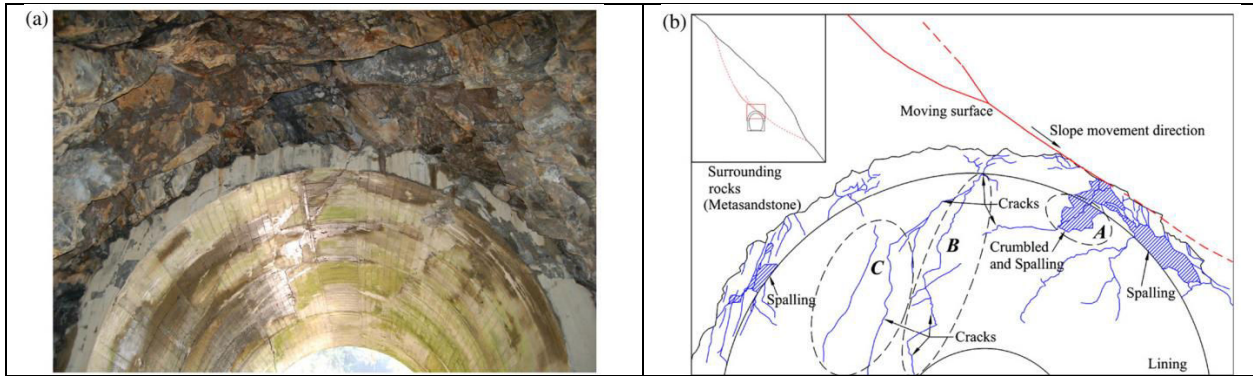 (a)
(b)
Moving surface
Slope movement direction
Surrounding
rocks
(Metasandstone)
Cracks
A
B
Crumbled
and Spalling
C
Spalling
Spalling
Cracks
Lining